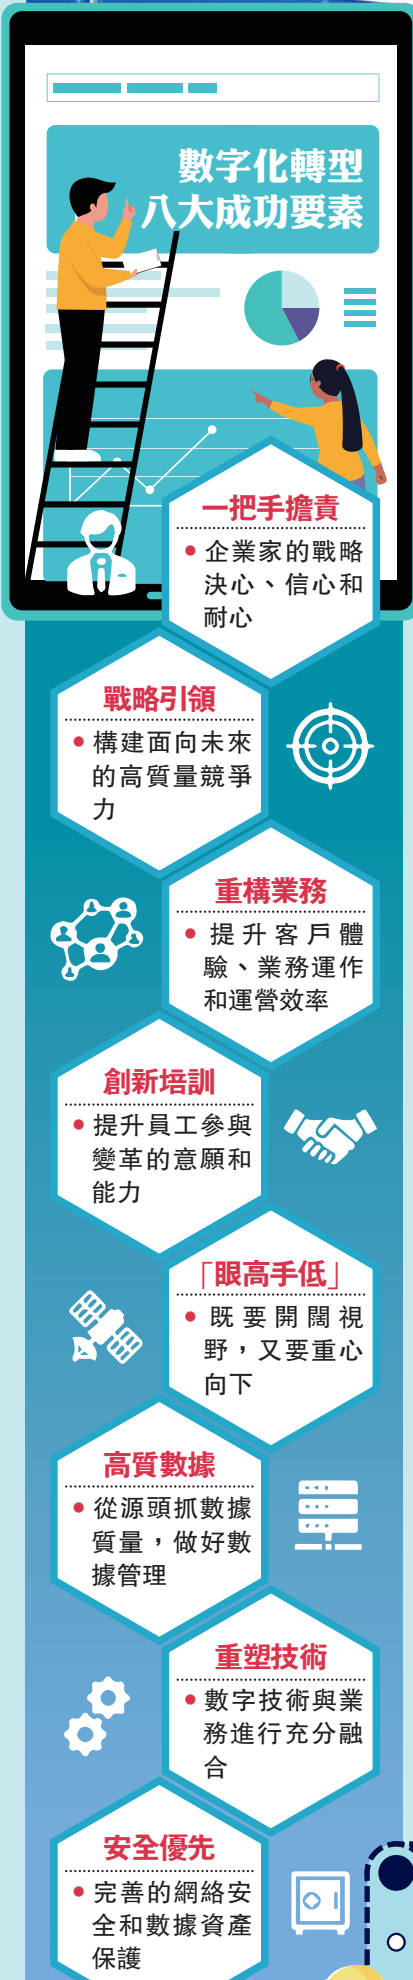 數字化轉型
八大成功要素
一把手擔責
• 企業家的戰略
決心、信心和
耐心
戰略引領
• 構建面向未來
的高質量競爭
力
重構業務
• 提升客戶體
驗、業務運作
和運營效率
創新培訓
• 提升員工參與
變革的意願和
能力
「眼高手低」
• 既要開闊視
野，又要重心
向下
高質數據
• 從源頭抓數據
質量，做好數
據管理
重塑技術
• 數字技術與業
務進行充分融
合
安全優先
• 完善的網絡安
全和數據資產
保護